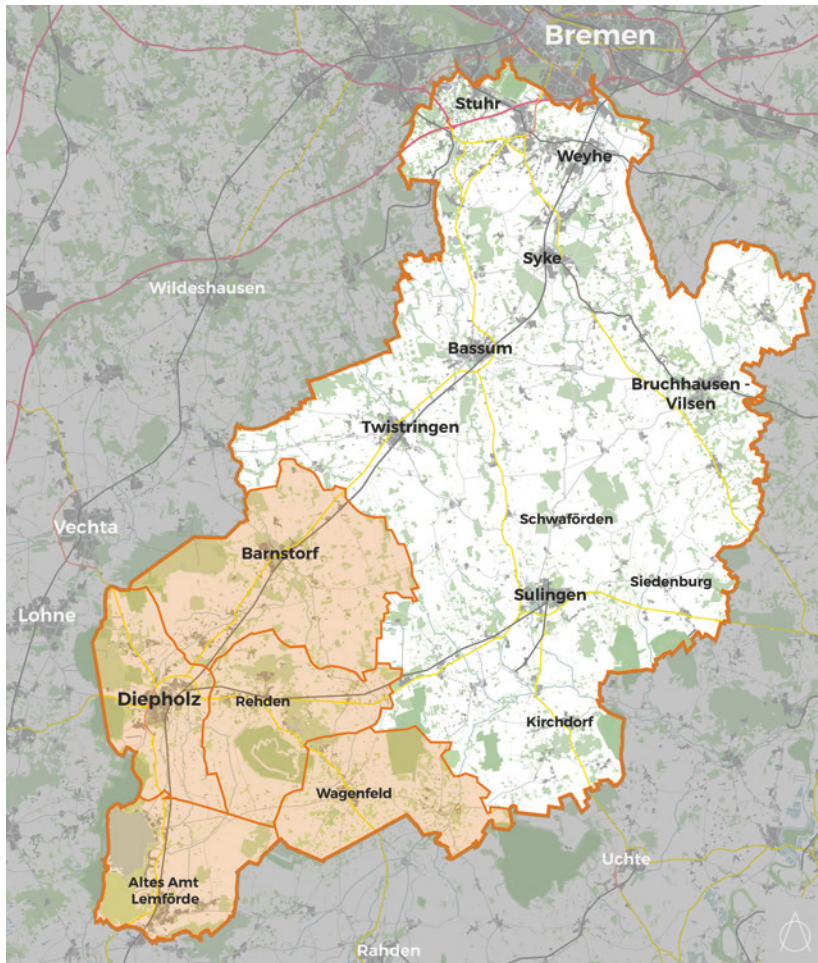 Bremen
Stuhr
Weyhe
Syke
Wildeshausen
Bassum
Bruchhausen -
Vilsen
Twistringen
Schwaförden
Vechta
Barnstorf
Siedenburg
Sulingen
Lohne
Diepholz
Rehden
Kirchdorf
Wagenfeld
Uchte
Altes Amt
Lemförde
Rahden